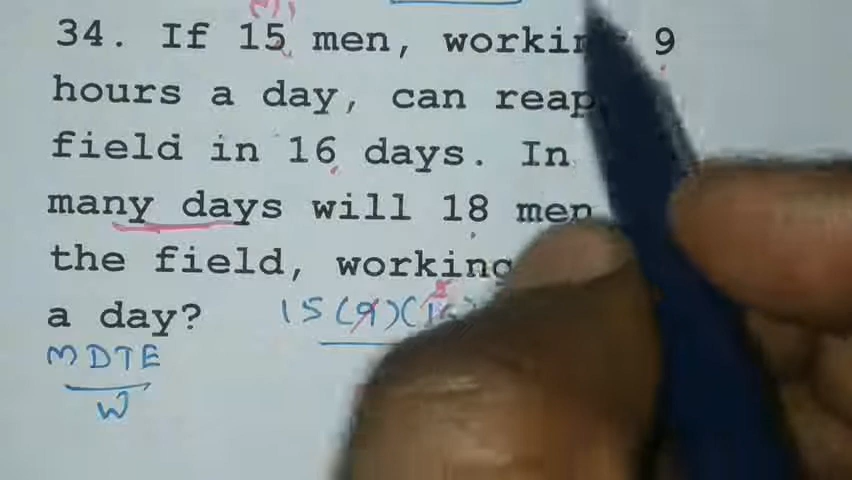 34. If 15 men, working 9
hours a day, can reap
field in 16 days. In
many days will 18 men
the field, working
a day? 15(9)(16)
MDTE
W